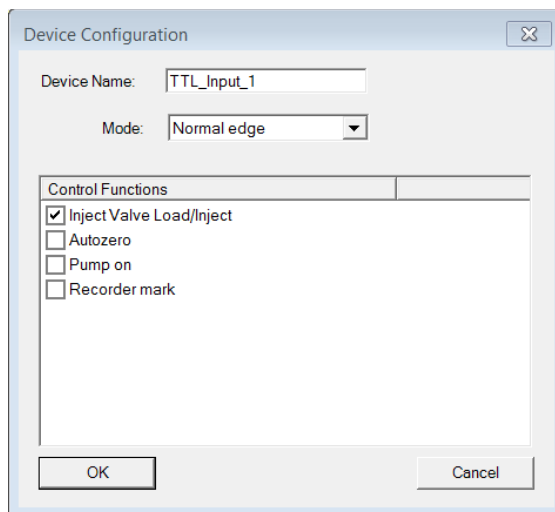 Device Configuration
Device Name: TTL_Input_1
Mode: Normal edge
Control Functions
Inject Valve Load/Inject
Autozero
Pump on
Recorder mark
OK Cancel